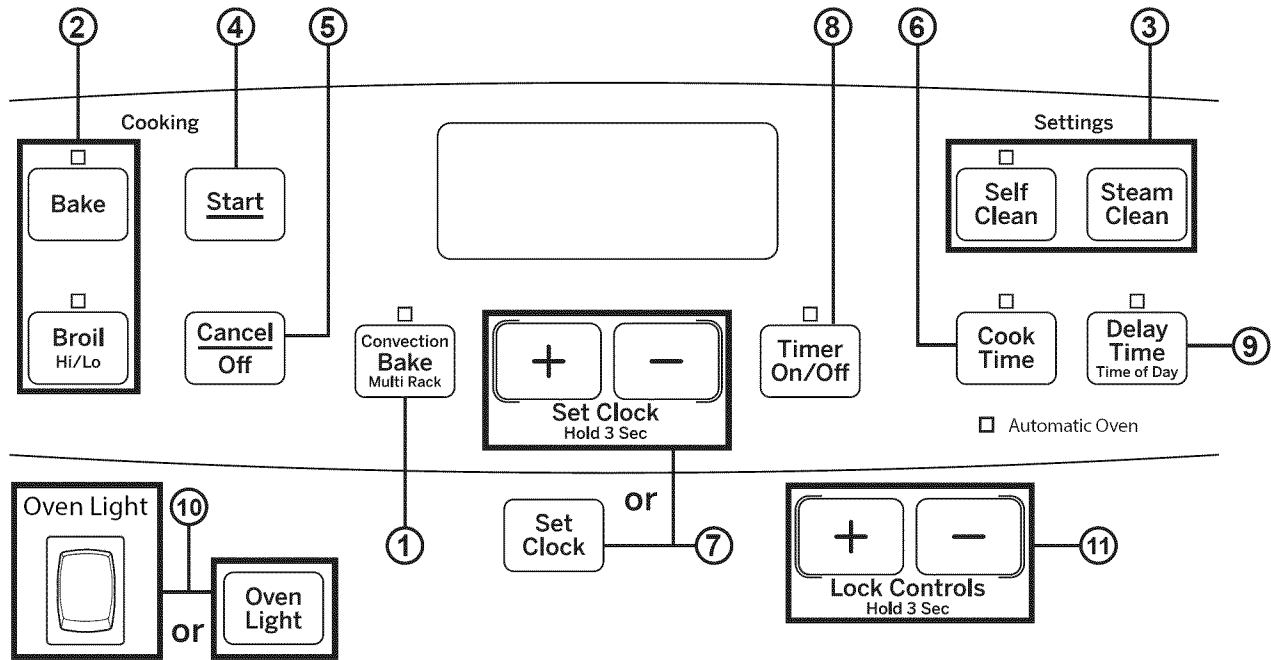 2
4
5
8
6
3
Cooking
Settings
Bake
Start
Self
Clean
Steam
Clean
Broil
Hi/Lo
Cancel
Off
Convection
Bake
Multi Rack
+ −
Set Clock
Hold 3 Sec
Timer
On/Off
Cook
Time
Delay
Time
Time of Day
9
Automatic Oven
Oven Light
10
or
Oven
Light
1
Set
Clock
or
7
+ −
Lock Controls
Hold 3 Sec
11